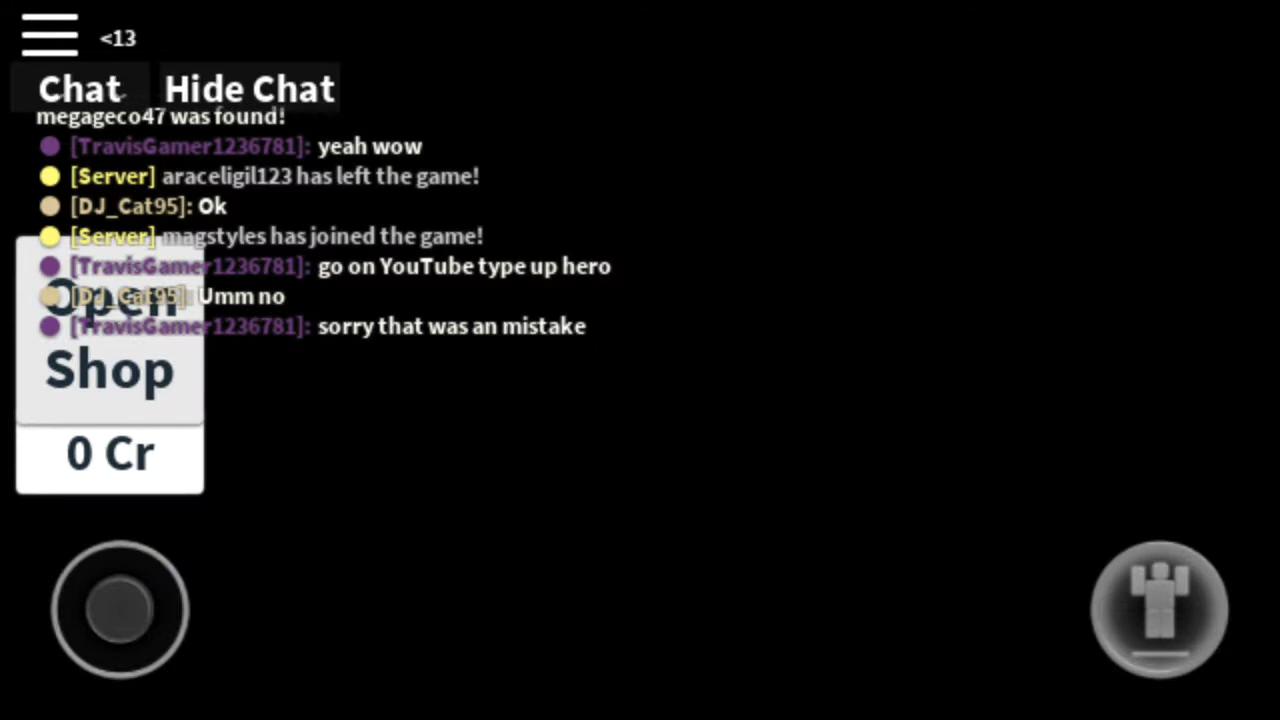 <13
Chat Hide Chat
megageco47 was found!
[TravisGamer1236781]: yeah wow
[Server] araceligil123 has left the game!
[DJ_Cat95]: Ok
[Server] magstyles has joined the game!
[TravisGamer1236781]: go on YouTube type up hero
[DJ_Cat95]: Umm no
[TravisGamer1236781]: sorry that was an mistake
Open
Shop
0 Cr